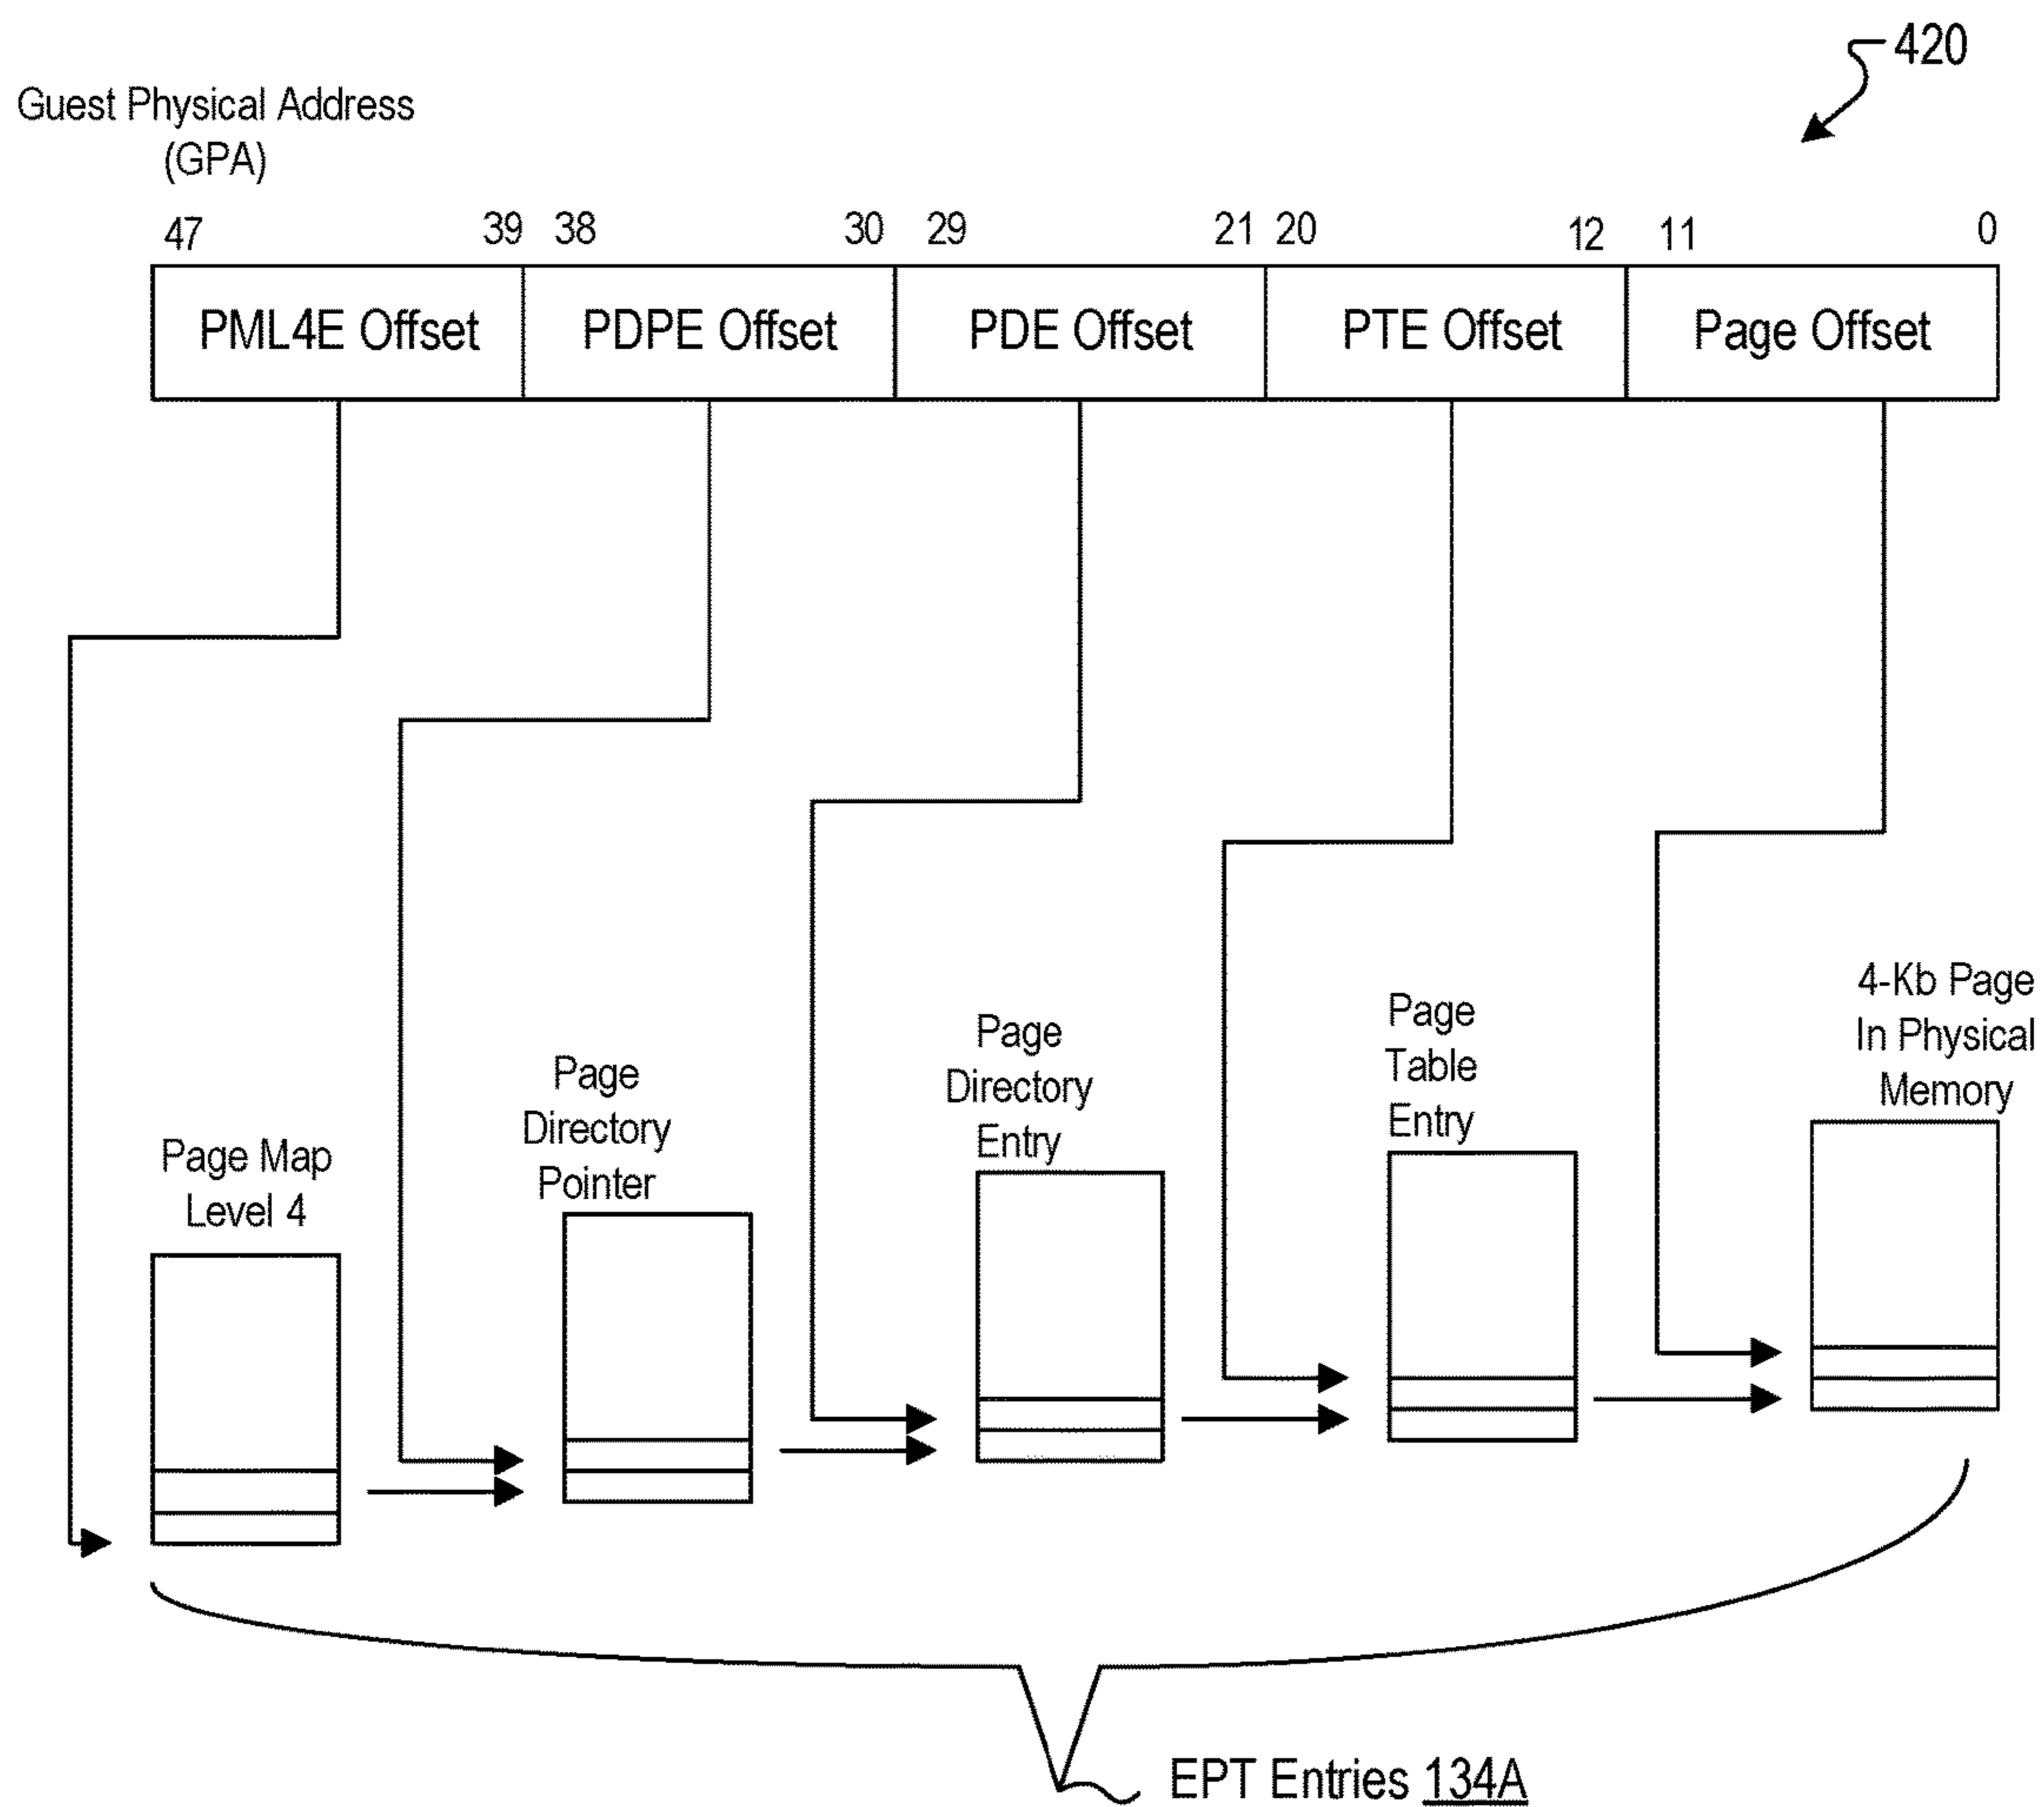 420
Guest Physical Address
(GPA)
47 39 38 30 29 21 20 12 11 0
PML4E Offset PDPE Offset PDE Offset PTE Offset Page Offset
Page Map
Level 4
Page
Directory
Pointer
Page
Directory
Entry
Page
Table
Entry
4-Kb Page
In Physical
Memory
EPT Entries 134A